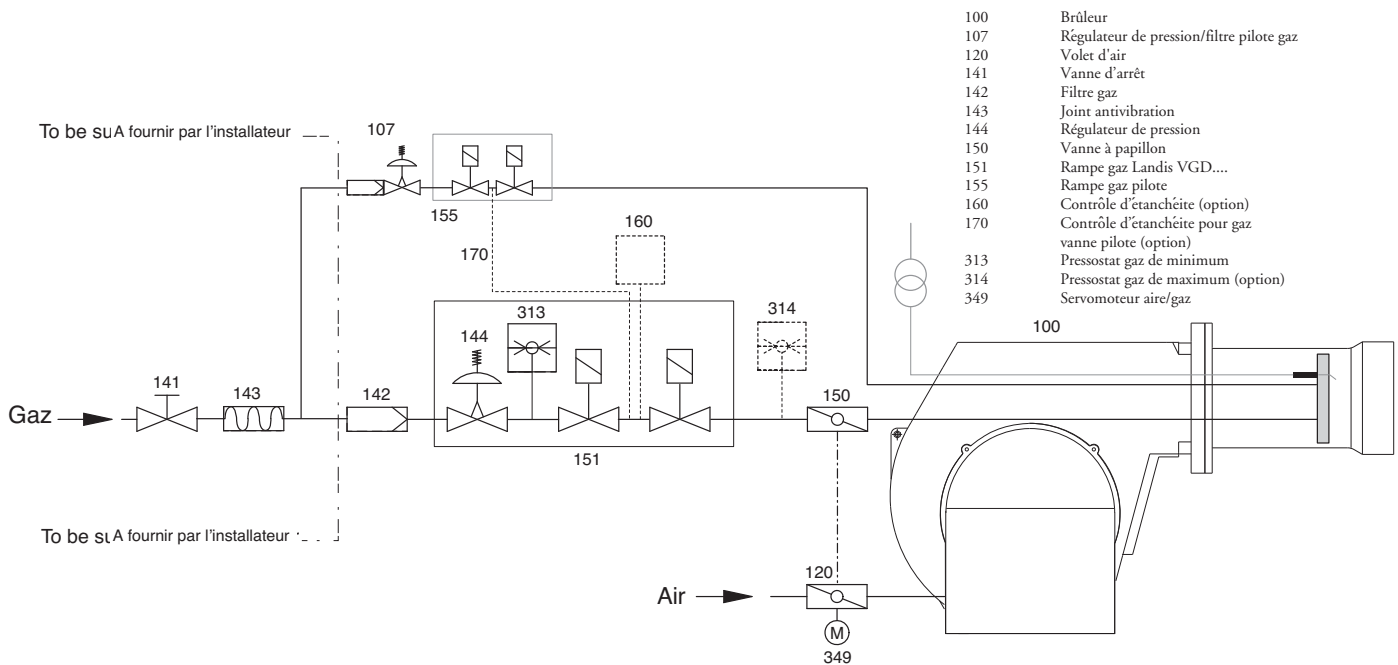 100 Brûleur
107 Régulateur de pression/filtre pilote gaz
120 Volet d'air
141 Vanne d'arrêt
142 Filtre gaz
143 Joint antivibration
144 Régulateur de pression
150 Vanne à papillon
151 Rampe gaz Landis VGD....
155 Rampe gaz pilote
160 Contrôle d'étanchéite (option)
170 Contrôle d'étanchéite pour gaz
vanne pilote (option)
313 Pressostat gaz de minimum
314 Pressostat gaz de maximum (option)
349 Servomoteur aire/gaz
To be su A fournir par l'installateur
107
155
160
170
100
313
314
144
141
143
142
150
Gaz
151
To be su A fournir par l'installateur
120
Air
M
349